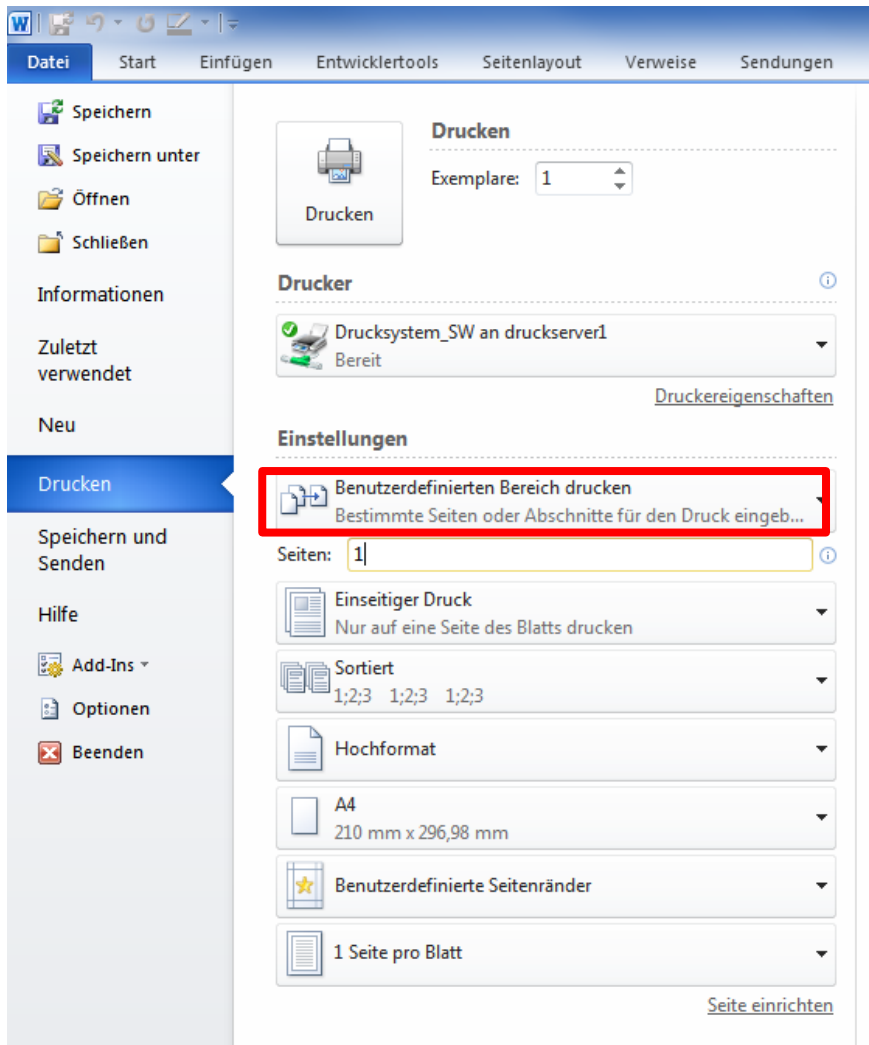 W
Datei Start Einfügen Entwicklertools Seitenlayout Verweise Sendungen
Speichern
Speichern unter
Öffnen
Schließen
Informationen
Zuletzt
verwendet
Neu
Drucken
Speichern und
Senden
Hilfe
Add-Ins
Optionen
Beenden
Drucken
Drucken
Exemplare: 1
Drucker
Drucksystem_SW an druckserver1
Bereit
Druckereigenschaften
Einstellungen
Benutzerdefinierten Bereich drucken
Bestimmte Seiten oder Abschnitte für den Druck eingeb...
Seiten: 1
Einseitiger Druck
Nur auf eine Seite des Blatts drucken
Sortiert
1;2;3 1;2;3 1;2;3
Hochformat
A4
210 mm x 296,98 mm
Benutzerdefinierte Seitenränder
1 Seite pro Blatt
Seite einrichten